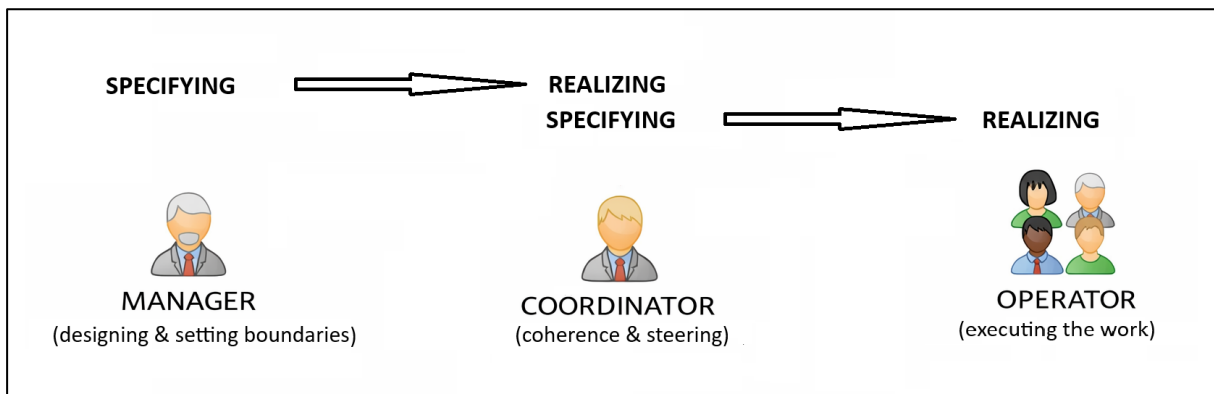 SPECIFYING
REALIZING
SPECIFYING
REALIZING
MANAGER
(designing & setting boundaries)
COORDINATOR
(coherence & steering)
OPERATOR
(executing the work)